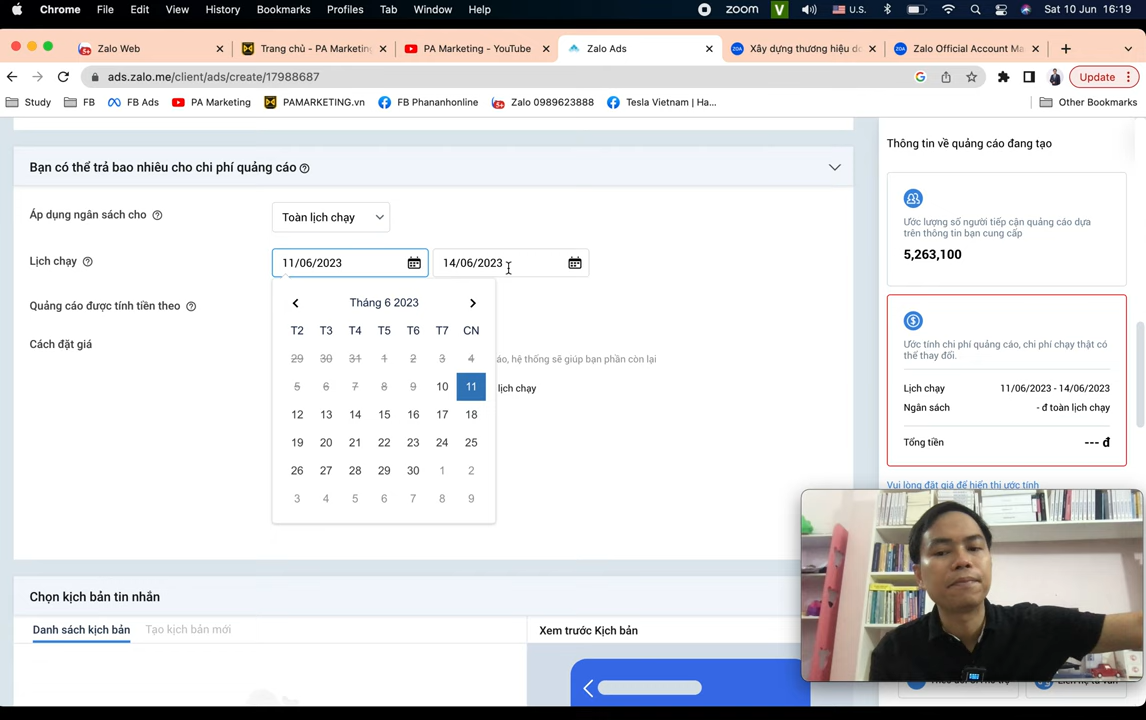 Chrome File Edit View History Bookmarks Profiles Tab Window Help zoom V U.S. Sat 10 Jun 16:19
Zalo Web Trang chủ - PA Marketin PA Marketing - YouTube Zalo Ads Xây dựng thương hiệu d Zalo Official Account M
ads.zalo.me/client/ads/create/17988687 Update
Study FB FB Ads PA Marketing PAMARKETING.vn FB Phananhonline Zalo 0989623888 Tesla Vietnam | Ha... Other Bookmarks
Bạn có thể trả bao nhiêu cho chi phí quảng cáo
Áp dụng ngân sách cho Toàn lịch chạy
Lịch chạy 11/06/2023 14/06/2023
Quảng cáo được tính tiền theo
Cách đặt giá
áo, hệ thống sẽ giúp bạn phần còn lại
lịch chạy
Tháng 6 2023
T2 T3 T4 T5 T6 T7 CN
29 30 31 1 2 3 4
5 6 7 8 9 10 11
12 13 14 15 16 17 18
19 20 21 22 23 24 25
26 27 28 29 30 1 2
3 4 5 6 7 8 9
Chọn kịch bản tin nhắn
Danh sách kịch bản Tạo kịch bản mới
Xem trước Kịch bản
Thông tin về quảng cáo đang tạo
Ước lượng số người tiếp cận quảng cáo dựa
trên thông tin bạn cung cấp
5,263,100
Ước tính chi phí quảng cáo, chi phí chạy thật có
thể thay đổi.
Lịch chạy 11/06/2023 - 14/06/2023
Ngân sách - đ toàn lịch chạy
Tổng tiền --- đ
Vui lòng đặt giá để hiển thị ước tính